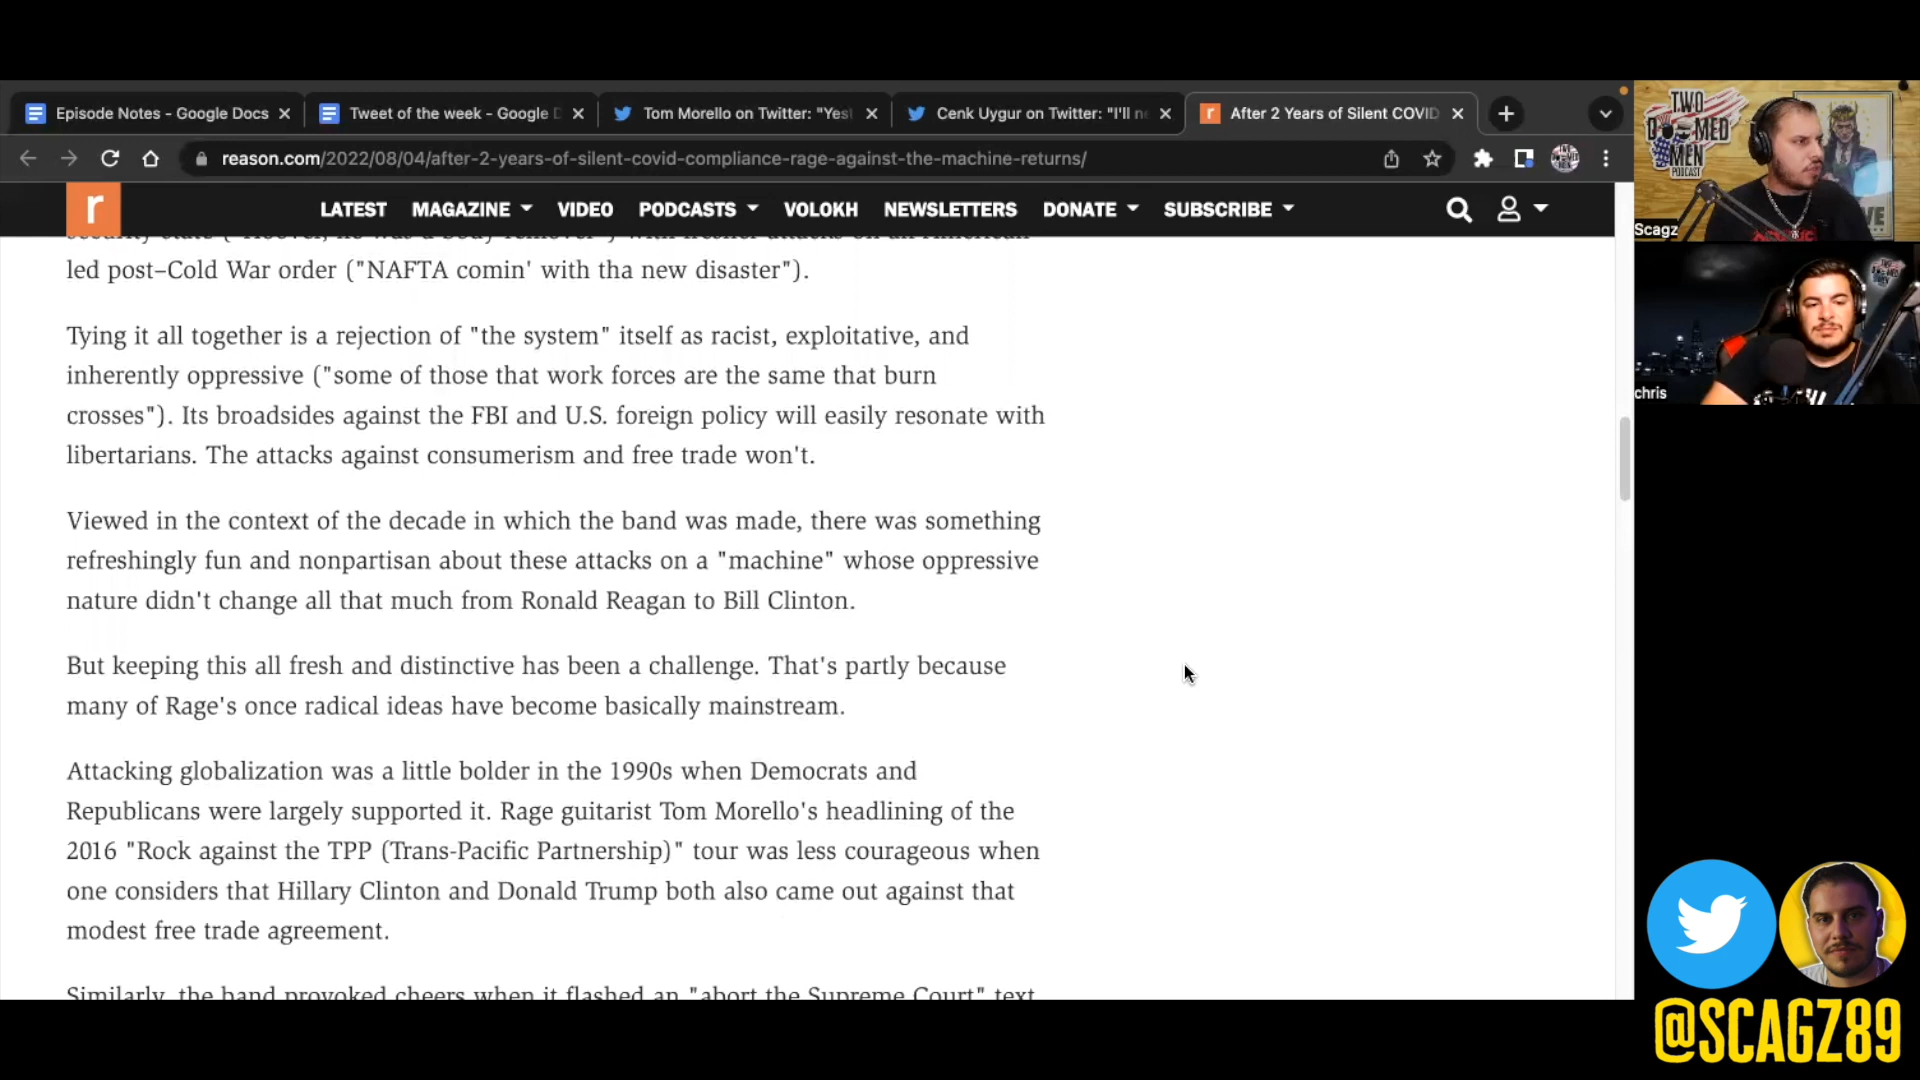 Episode Notes - Google Docs
Tweet of the week - Google D
Tom Morello on Twitter: "Yes
Cenk Uygur on Twitter: "I'll n
After 2 Years of Silent COVID
reason.com/2022/08/04/after-2-years-of-silent-covid-compliance-rage-against-the-machine-returns/
r
LATEST MAGAZINE VIDEO PODCASTS VOLOKH NEWSLETTERS DONATE SUBSCRIBE
led post–Cold War order ("NAFTA comin' with tha new disaster").
Tying it all together is a rejection of "the system" itself as racist, exploitative, and
inherently oppressive ("some of those that work forces are the same that burn
crosses"). Its broadsides against the FBI and U.S. foreign policy will easily resonate with
libertarians. The attacks against consumerism and free trade won't.
Viewed in the context of the decade in which the band was made, there was something
refreshingly fun and nonpartisan about these attacks on a "machine" whose oppressive
nature didn't change all that much from Ronald Reagan to Bill Clinton.
But keeping this all fresh and distinctive has been a challenge. That's partly because
many of Rage's once radical ideas have become basically mainstream.
Attacking globalization was a little bolder in the 1990s when Democrats and
Republicans were largely supported it. Rage guitarist Tom Morello's headlining of the
2016 "Rock against the TPP (Trans-Pacific Partnership)" tour was less courageous when
one considers that Hillary Clinton and Donald Trump both also came out against that
modest free trade agreement.
Similarly, the band provoked cheers when it flashed an "abort the Supreme Court" text
TWO
MEN
PODCAST
Scagz
chris
@SCAGZ89